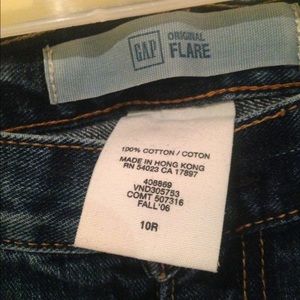 GAP
ORIGINAL
FLARE
100% COTTON / COTON
MADE IN HONG KONG
RN 54023 CA 17897
408869
VND305753
COMT 507316
FALL'06
10R